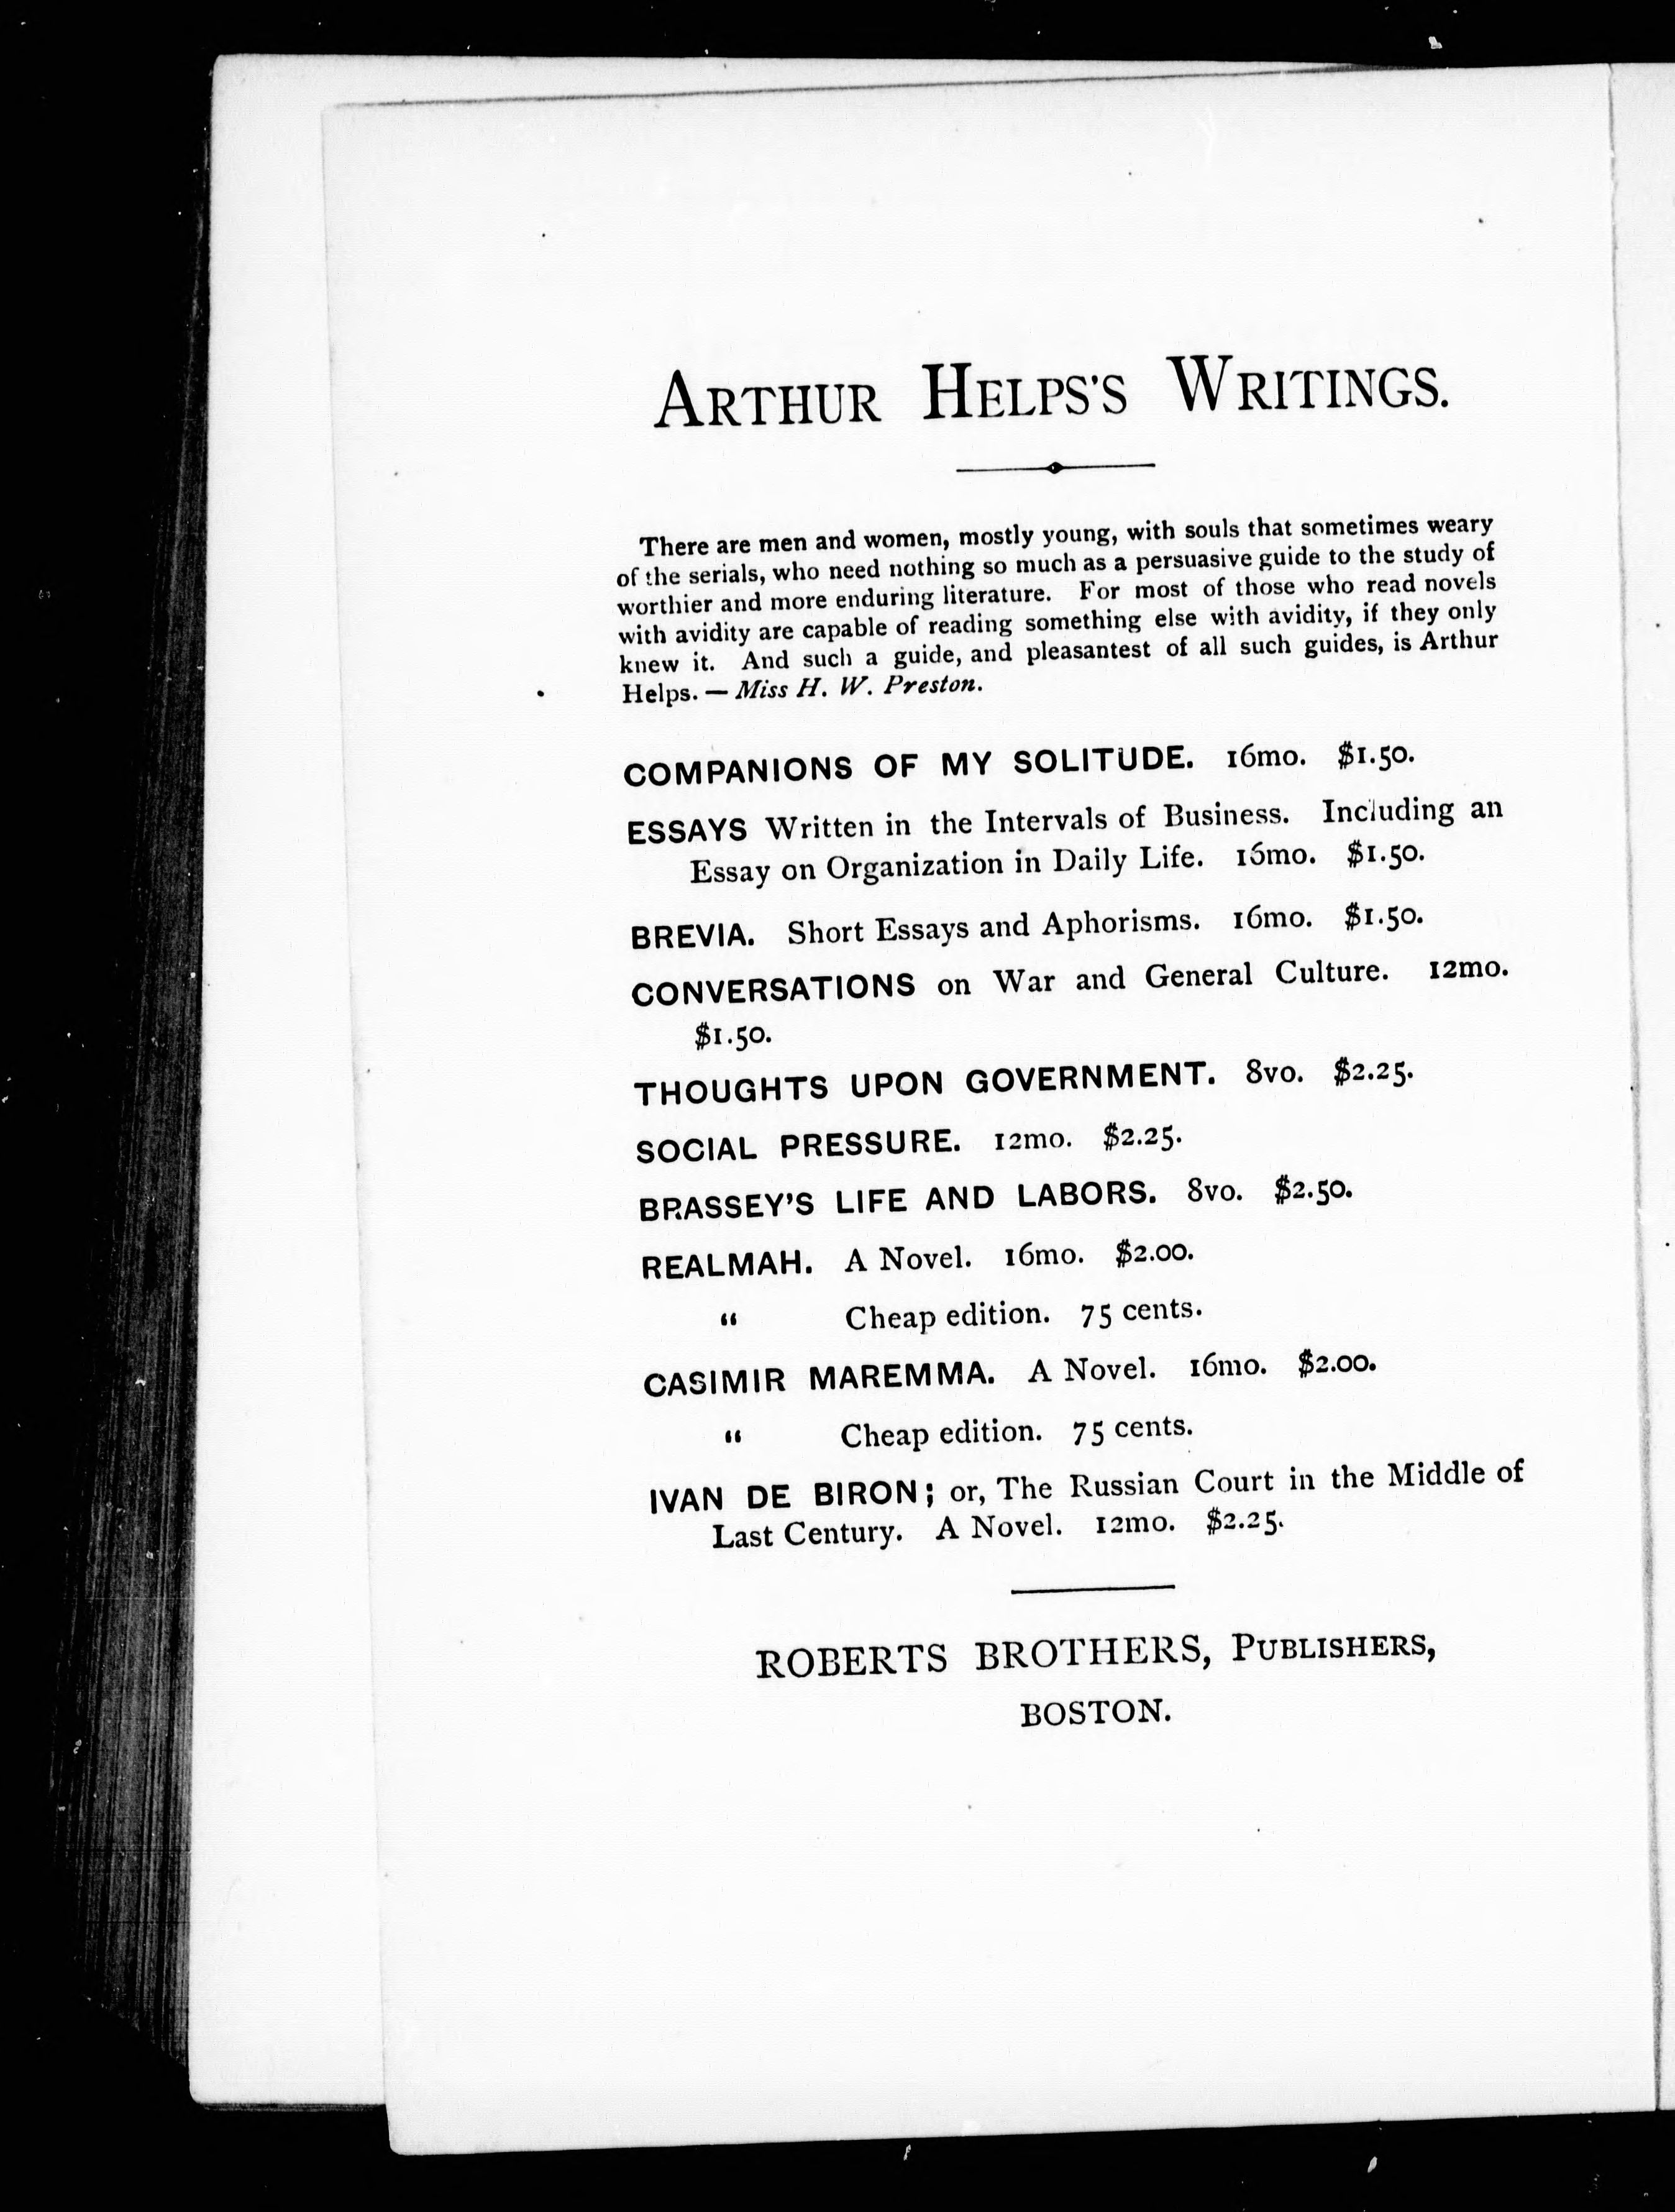 ARTHUR HELPS'S WRITINGS.
There are men and women, mostly young, with souls that sometimes weary
of the serials, who need nothing so much as a persuasive guide to the study of
worthier and more enduring literature. For most of those who read novels
with avidity are capable of reading something else with avidity, if they only
knew it. And such a guide, and pleasantest of all such guides, is Arthur
Helps. — Miss H. W. Preston.
COMPANIONS OF MY SOLITUDE. 16mo. $1.50.
ESSAYS Written in the Intervals of Business. Including an
Essay on Organization in Daily Life. 16mo. $1.50.
BREVIA. Short Essays and Aphorisms. 16mo. $1.50.
CONVERSATIONS on War and General Culture. 12mo.
$1.50.
THOUGHTS UPON GOVERNMENT. 8vo. $2.25.
SOCIAL PRESSURE. 12mo. $2.25.
BRASSEY'S LIFE AND LABORS. 8vo. $2.50.
REALMAH. A Novel. 16mo. $2.00.
“ Cheap edition. 75 cents.
CASIMIR MAREMMA. A Novel. 16mo. $2.00.
“ Cheap edition. 75 cents.
IVAN DE BIRON; or, The Russian Court in the Middle of
Last Century. A Novel. 12mo. $2.25.
ROBERTS BROTHERS, PUBLISHERS,
BOSTON.